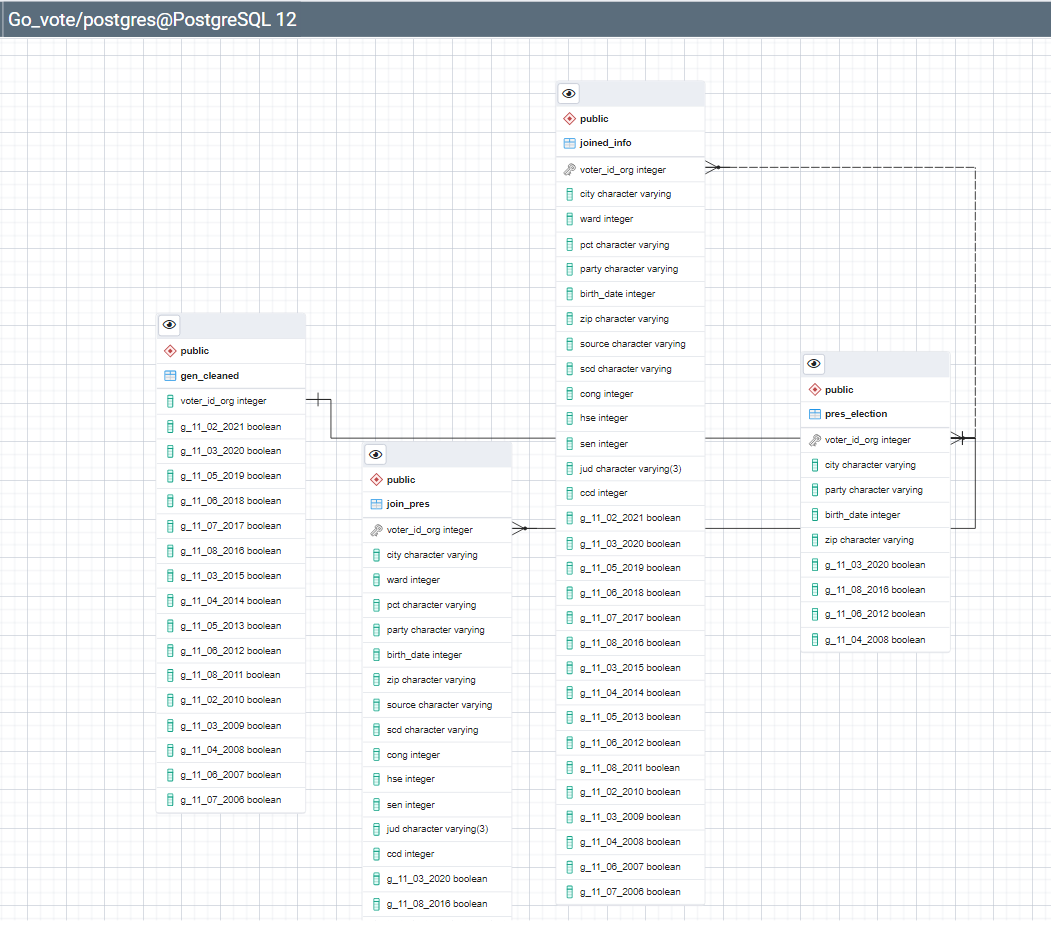 Go_vote/postgres@PostgreSQL 12
public
joined_info
voter_id_org integer
city character varying
ward integer
pct character varying
party character varying
birth_date integer
zip character varying
source character varying
scd character varying
cong integer
hse integer
sen integer
jud character varying(3)
ccd integer
g_11_02_2021 boolean
g_11_03_2020 boolean
g_11_05_2019 boolean
g_11_06_2018 boolean
g_11_07_2017 boolean
g_11_08_2016 boolean
g_11_03_2015 boolean
g_11_04_2014 boolean
g_11_05_2013 boolean
g_11_06_2012 boolean
g_11_08_2011 boolean
g_11_02_2010 boolean
g_11_03_2009 boolean
g_11_04_2008 boolean
g_11_06_2007 boolean
g_11_07_2006 boolean
public
gen_cleaned
voter_id_org integer
g_11_02_2021 boolean
g_11_03_2020 boolean
g_11_05_2019 boolean
g_11_06_2018 boolean
g_11_07_2017 boolean
g_11_08_2016 boolean
g_11_03_2015 boolean
g_11_04_2014 boolean
g_11_05_2013 boolean
g_11_06_2012 boolean
g_11_08_2011 boolean
g_11_02_2010 boolean
g_11_03_2009 boolean
g_11_04_2008 boolean
g_11_06_2007 boolean
g_11_07_2006 boolean
public
join_pres
voter_id_org integer
city character varying
ward integer
pct character varying
party character varying
birth_date integer
zip character varying
source character varying
scd character varying
cong integer
hse integer
sen integer
jud character varying(3)
ccd integer
g_11_03_2020 boolean
g_11_08_2016 boolean
public
pres_election
voter_id_org integer
city character varying
party character varying
birth_date integer
zip character varying
g_11_03_2020 boolean
g_11_08_2016 boolean
g_11_06_2012 boolean
g_11_04_2008 boolean